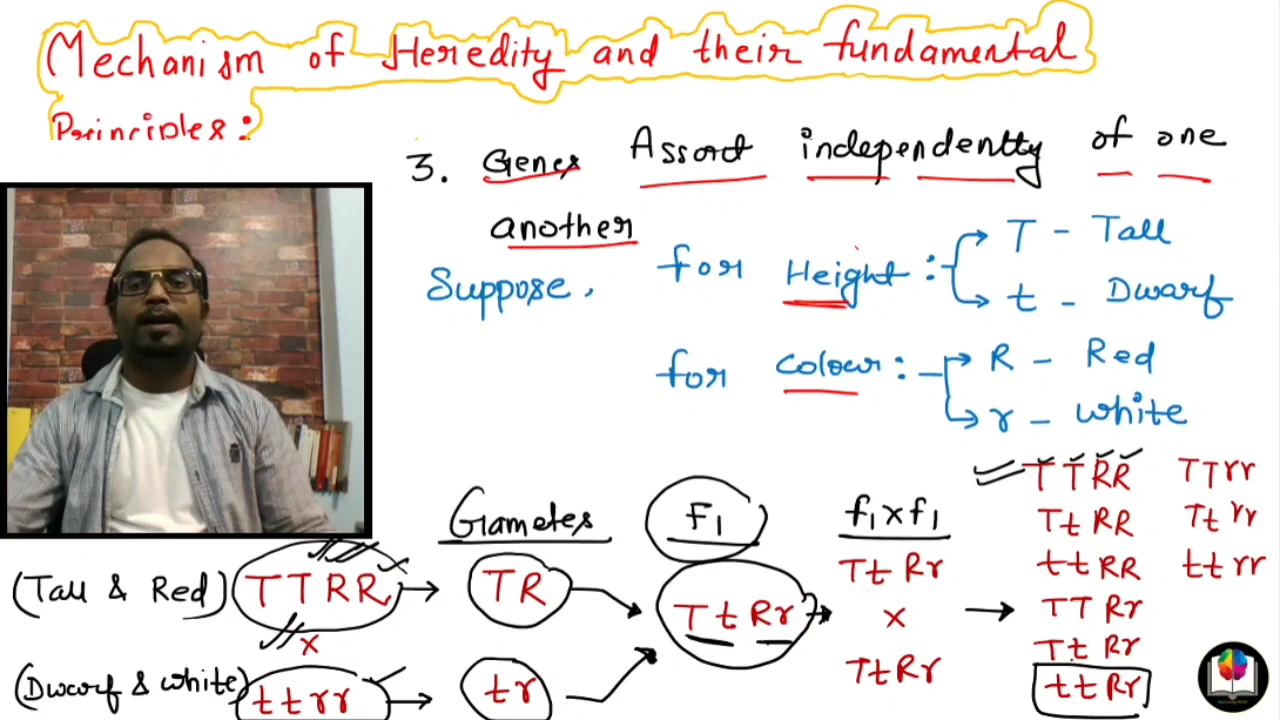 Mechanism of Heredity and their fundamental
Principles:
3. Genes Assort independently of one
another
Suppose,
for Height: T - Tall
t - Dwarf
for Colour: R - Red
r - white
Gametes F1 f1 x f1
(Tall & Red) TTRR → TR
x
(Dwarf & white) ttrr → tr
TtRr
TtRr
x
TtRr
TTRR TTrr
TtRR Ttrr
ttRR ttrr
TTRr
TtRr
ttRr